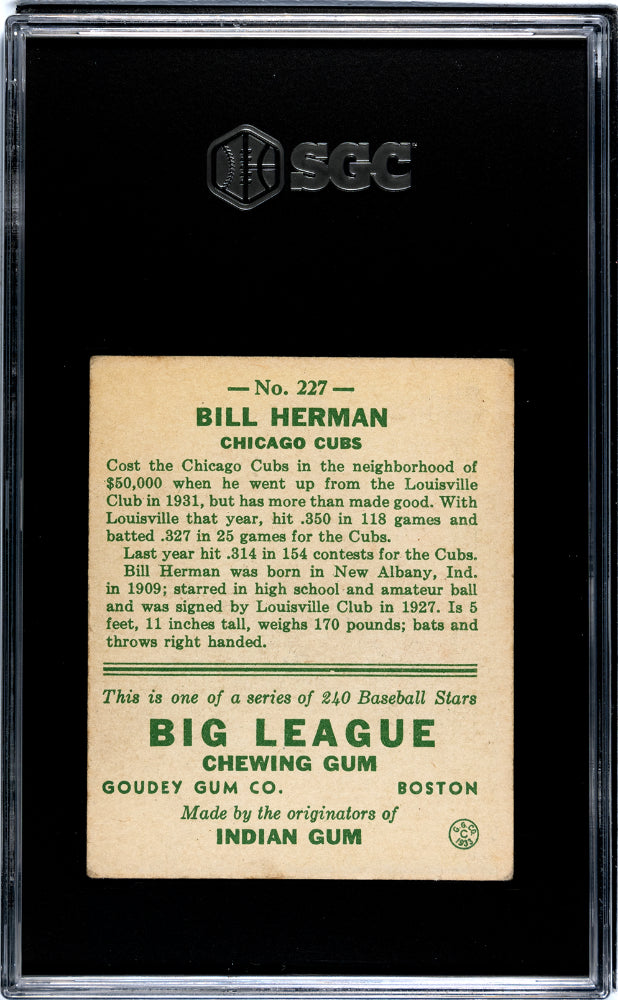 SGC
— No. 227 —
BILL HERMAN
CHICAGO CUBS
Cost the Chicago Cubs in the neighborhood of
$50,000 when he went up from the Louisville
Club in 1931, but has more than made good. With
Louisville that year, hit .350 in 118 games and
batted .327 in 25 games for the Cubs.
Last year hit .314 in 154 contests for the Cubs.
Bill Herman was born in New Albany, Ind.
in 1909; starred in high school and amateur ball
and was signed by Louisville Club in 1927. Is 5
feet, 11 inches tall, weighs 170 pounds; bats and
throws right handed.
This is one of a series of 240 Baseball Stars
BIG LEAGUE
CHEWING GUM
GOUDEY GUM CO. BOSTON
Made by the originators of
INDIAN GUM
G. G. CO.
C
1933